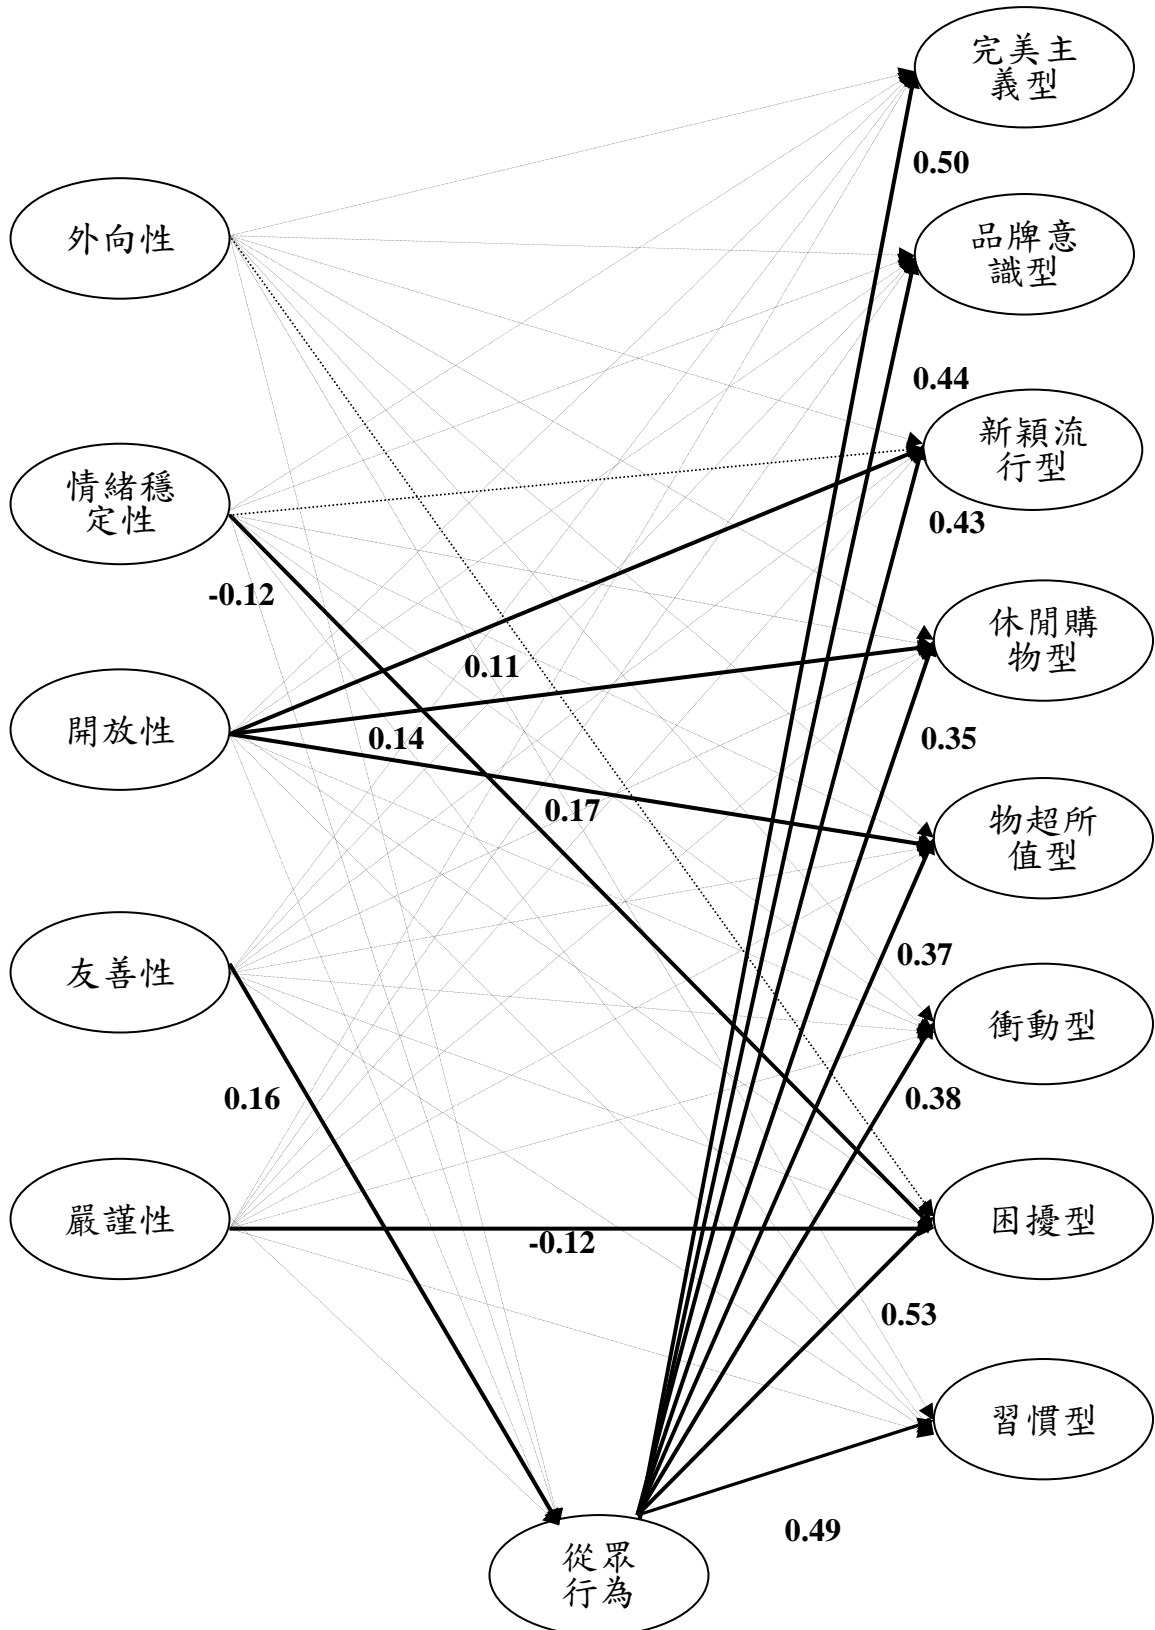 完美主
義型
0.50
外向性
品牌意
識型
0.44
新穎流
行型
情緒穩
定性
0.43
-0.12
休閒購
物型
0.11
開放性
0.14
0.35
0.17
物超所
值型
友善性
0.37
衝動型
0.16
0.38
嚴謹性
困擾型
-0.12
0.53
習慣型
0.49
從眾
行為